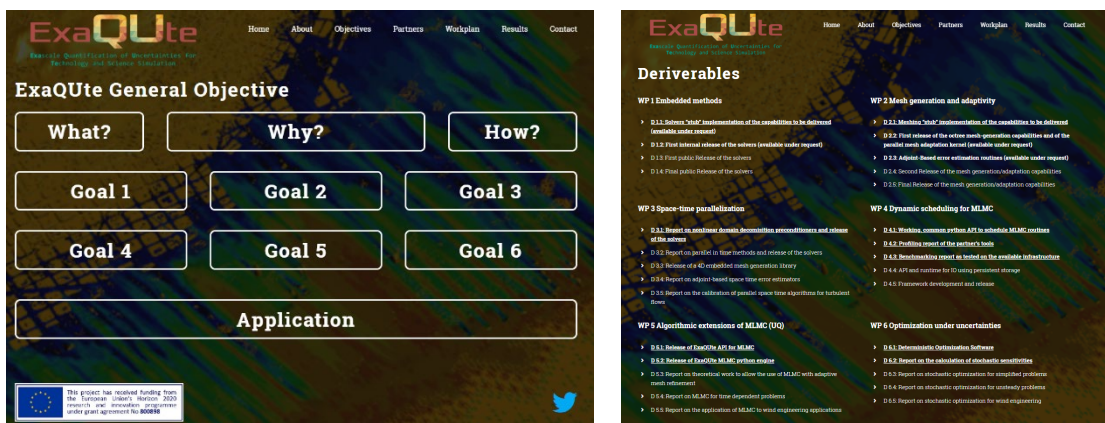 ExaQUte
Exascale Quantification of Uncertainties for
Technology and Science Simulation
Home About Objectives Partners Workplan Results Contact
ExaQUte General Objective
What? Why? How?
Goal 1 Goal 2 Goal 3
Goal 4 Goal 5 Goal 6
Application
This project has received funding from
the European Union's Horizon 2020
research and innovation programme
under grant agreement No 800898
ExaQUte
Exascale Quantification of Uncertainties for
Technology and Science Simulation
Home About Objectives Partners Workplan Results Contact
Deriverables
WP 1 Embedded methods
D 1.1: Solvers "stub" implementation of the capabilities to be delivered
(available under request)
D 1.2: First internal release of the solvers (available under request)
D 1.3: First public Release of the solvers
D 1.4: Final public Release of the solvers
WP 2 Mesh generation and adaptivity
D 2.1: Meshing "stub" implementation of the capabilities to be delivered
D 2.2: First release of the octree mesh-generation capabilities and of the
parallel mesh adaptation kernel (available under request)
D 2.3: Adjoint-Based error estimation routines (available under request)
D 2.4: Second Release of the mesh generation/adaptation capabilities
D 2.5: Final Release of the mesh generation/adaptation capabilities
WP 3 Space-time parallelization
D 3.1: Report on nonlinear domain decomisition preconditioners and release
of the solvers
D 3.2: Report on parallel in time methods and release of the solvers
D 3.3: Release of a 4D embedded mesh generation library
D 3.4: Report on adjoint-based space time error estimators
D 3.5: Report on the calibration of parallel space time algorithms for turbulent
flows
WP 4 Dynamic scheduling for MLMC
D 4.1: Working, common python API to schedule MLMC routines
D 4.2: Profiling report of the partner's tools
D 4.3: Benchmarking report as tested on the available infrastructure
D 4.4: API and runtime for IO using persistent storage
D 4.5: Framework development and release
WP 5 Algorithmic extensions of MLMC (UQ)
D 5.1: Release of ExaQUte API for MLMC
D 5.2: Release of ExaQUte MLMC python engine
D 5.3: Report on theoretical work to allow the use of MLMC with adaptive
mesh refinement
D 5.4: Report on MLMC for time dependent problems
D 5.5: Report on the application of MLMC to wind engineering applications
WP 6 Optimization under uncertainties
D 6.1: Deterministic Optimization Software
D 6.2: Report on the calculation of stochastic sensitivities
D 6.3: Report on stochastic optimization for simplified problems
D 6.4: Report on stochastic optimization for unsteady problems
D 6.5: Report on stochastic optimization for wind engineering